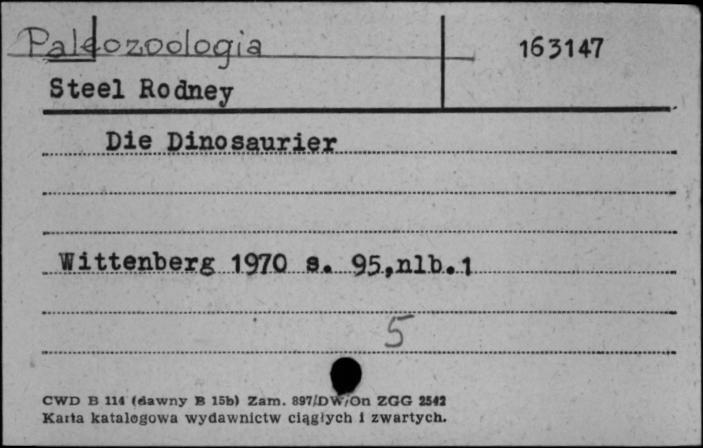 Paleozoologia
163147
Steel Rodney
Die Dinosaurier
Wittenberg 1970 s. 95,nlb.1
5
CWD B 114 (dawny B 15b) Zam. 897/DW/On ZGG 2542
Karta katalogowa wydawnictw ciągłych i zwartych.